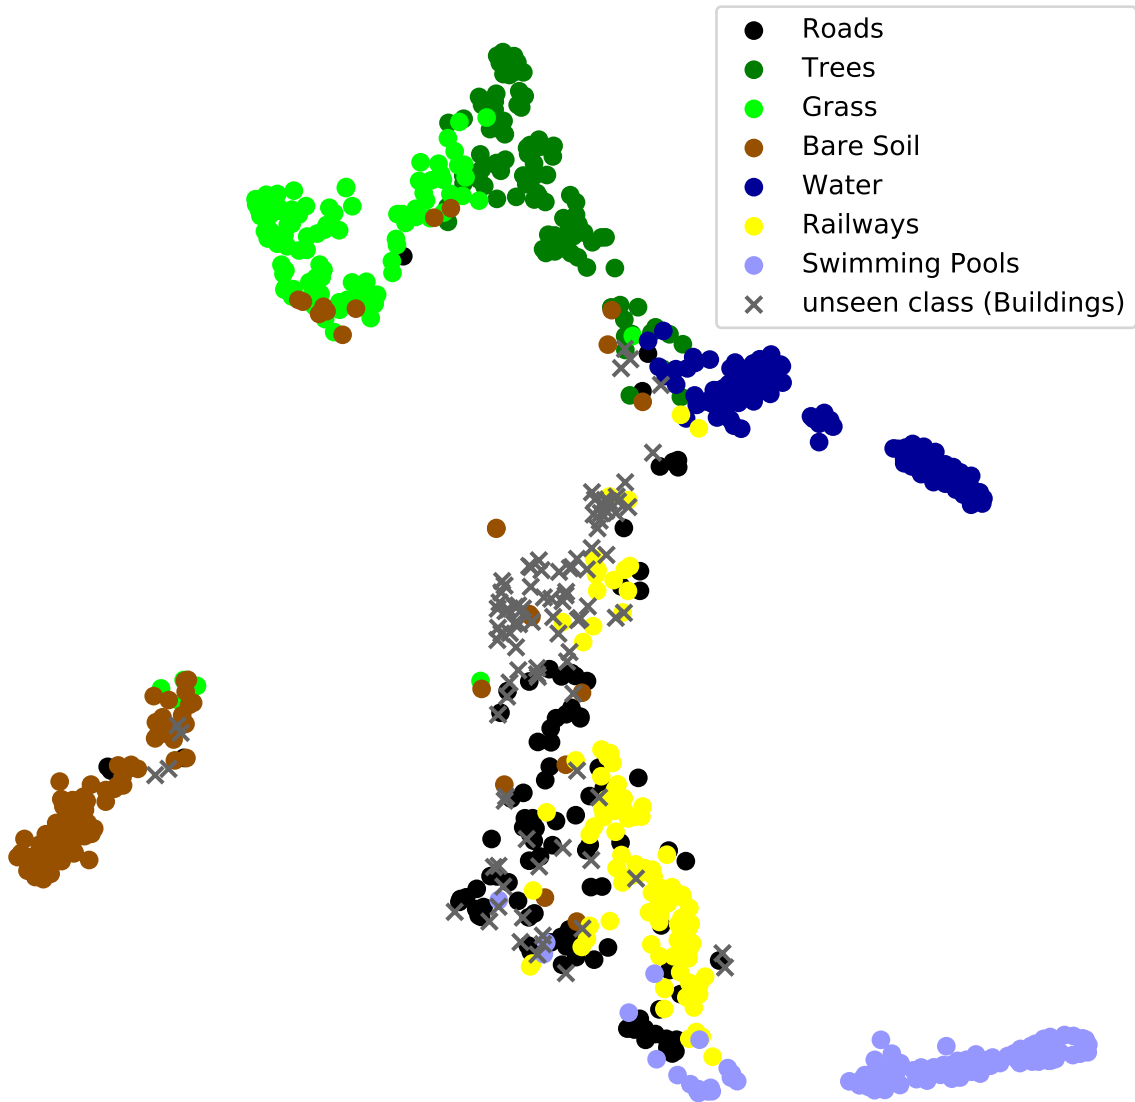 Roads
Trees
Grass
Bare Soil
Water
Railways
Swimming Pools
unseen class (Buildings)